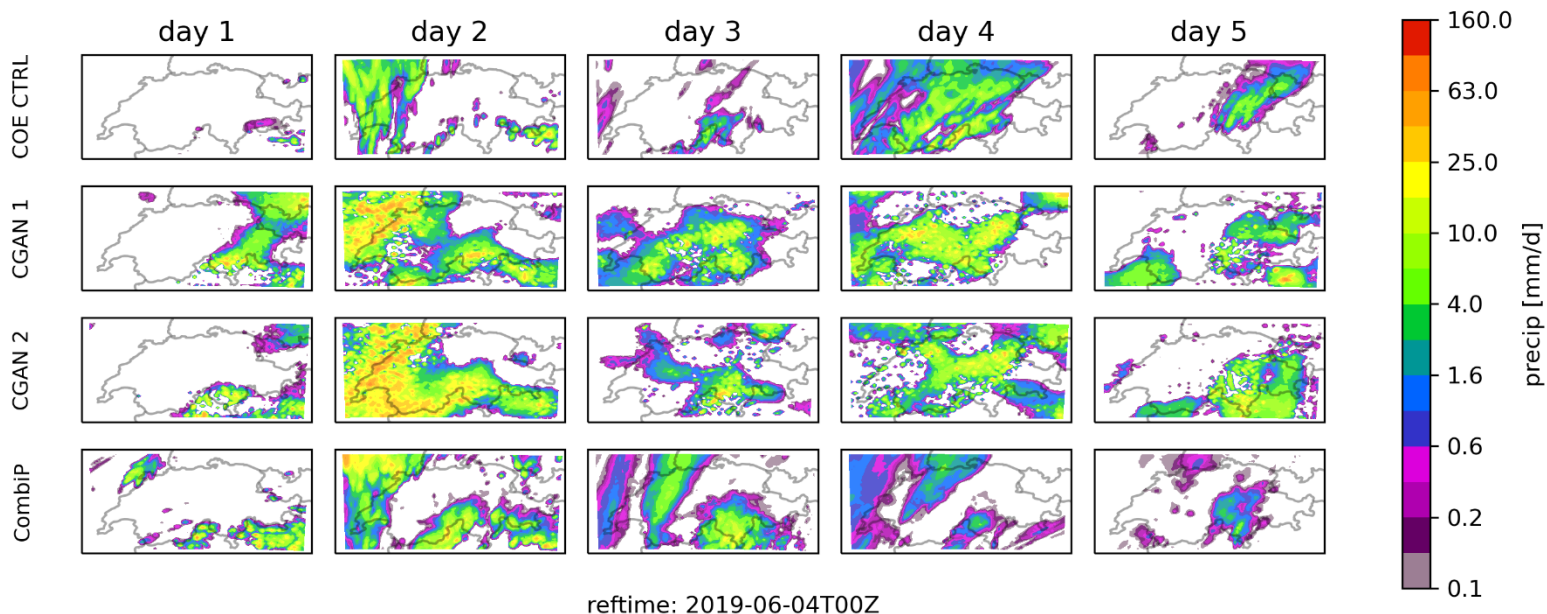 day 1 day 2 day 3 day 4 day 5
COE CTRL
CGAN 1
CGAN 2
CombiP
160.0
63.0
25.0
10.0
4.0
1.6
0.6
0.2
0.1
precip [mm/d]
reftime: 2019-06-04T00Z